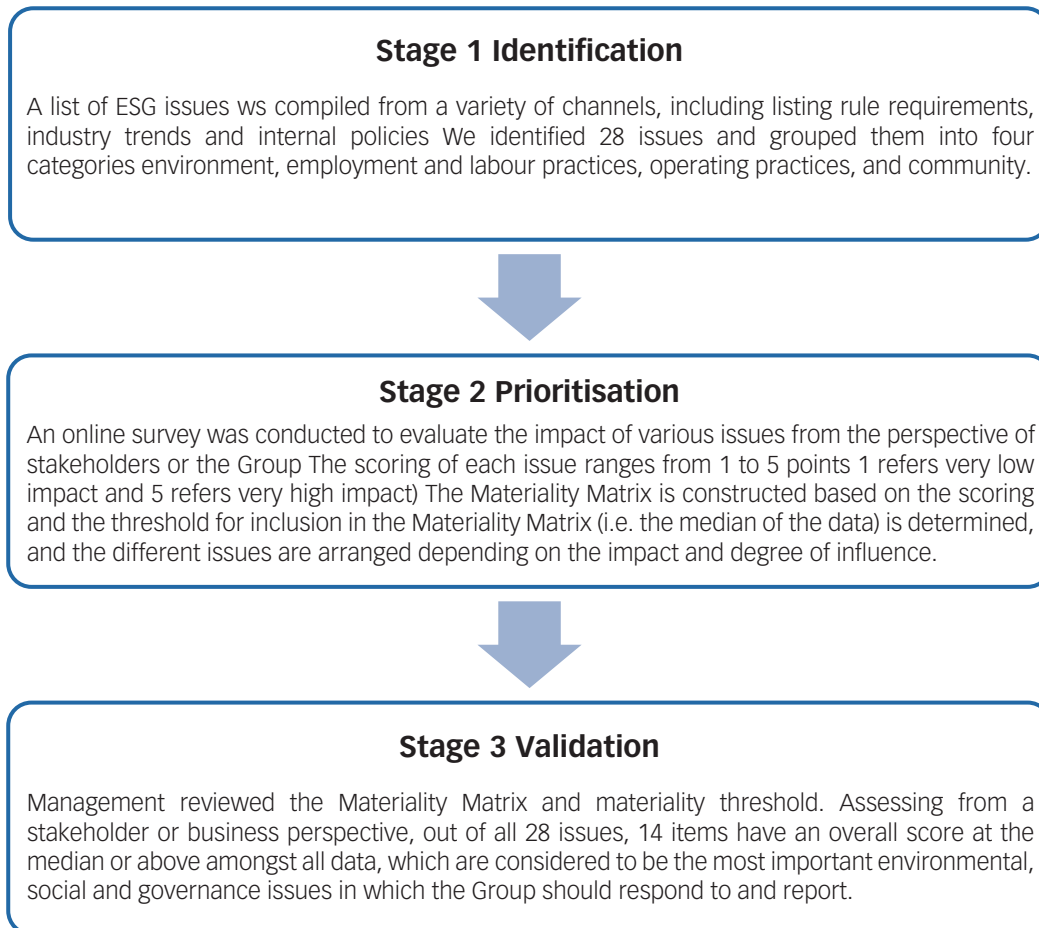 Stage 1 Identification
A list of ESG issues ws compiled from a variety of channels, including listing rule requirements,
industry trends and internal policies We identified 28 issues and grouped them into four
categories environment, employment and labour practices, operating practices, and community.
Stage 2 Prioritisation
An online survey was conducted to evaluate the impact of various issues from the perspective of
stakeholders or the Group The scoring of each issue ranges from 1 to 5 points 1 refers very low
impact and 5 refers very high impact) The Materiality Matrix is constructed based on the scoring
and the threshold for inclusion in the Materiality Matrix (i.e. the median of the data) is determined,
and the different issues are arranged depending on the impact and degree of influence.
Stage 3 Validation
Management reviewed the Materiality Matrix and materiality threshold. Assessing from a
stakeholder or business perspective, out of all 28 issues, 14 items have an overall score at the
median or above amongst all data, which are considered to be the most important environmental,
social and governance issues in which the Group should respond to and report.